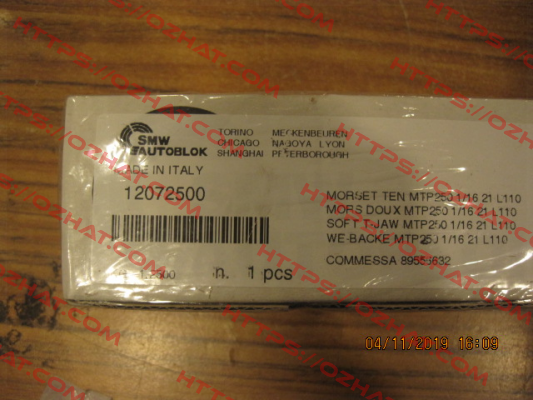 SMW
AUTOBLOK
TORINO MECKENBEUREN
CHICAGO NAGOYA LYON
SHANGHAI PETERBOROUGH
ADE IN ITALY
12072500
MORSET TEN MTP250 1/16 21 L110
MORS DOUX MTP250 1/16 21 L110
SOFT T-JAW MTP250 1/16 21 L110
WE-BACKE MTP250 1/16 21 L110
COMMESSA 89556632
n. 1 pcs
04/11/2019 16:09
HTTPS://OZHAT.COM